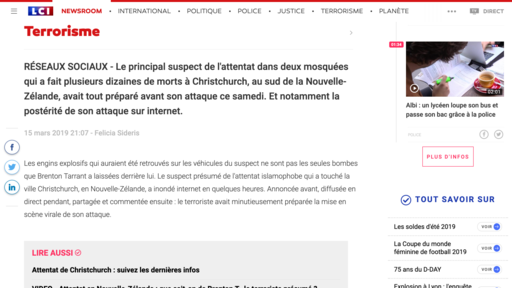 LCI NEWSROOM • INTERNATIONAL • POLITIQUE • POLICE • JUSTICE • TERRORISME • PLANÈTE ••• DIRECT
Terrorisme
RÉSEAUX SOCIAUX - Le principal suspect de l'attentat dans deux mosquées
qui a fait plusieurs dizaines de morts à Christchurch, au sud de la Nouvelle-
Zélande, avait tout préparé avant son attaque ce samedi. Et notamment la
postérité de son attaque sur internet.
15 mars 2019 21:07 - Felicia Sideris
Les engins explosifs qui auraient été retrouvés sur les véhicules du suspect ne sont pas les seules bombes
que Brenton Tarrant a laissées derrière lui. Le suspect présumé de l'attentat islamophobe qui a touché la
ville Christchurch, en Nouvelle-Zélande, a inondé internet en quelques heures. Annoncée avant, diffusée en
direct pendant, partagée et commentée ensuite : le terroriste avait minutieusement préparée la mise en
scène virale de son attaque.
LIRE AUSSI
Attentat de Christchurch : suivez les dernières infos
02:01
Albi : un lycéen loupe son bus et
passe son bac grâce à la police
PLUS D'INFOS
TOUT SAVOIR SUR
Les soldes d'été 2019 VOIR
La Coupe du monde
féminine de football 2019 VOIR
75 ans du D-DAY VOIR
Explosion à Lyon : l'enquête